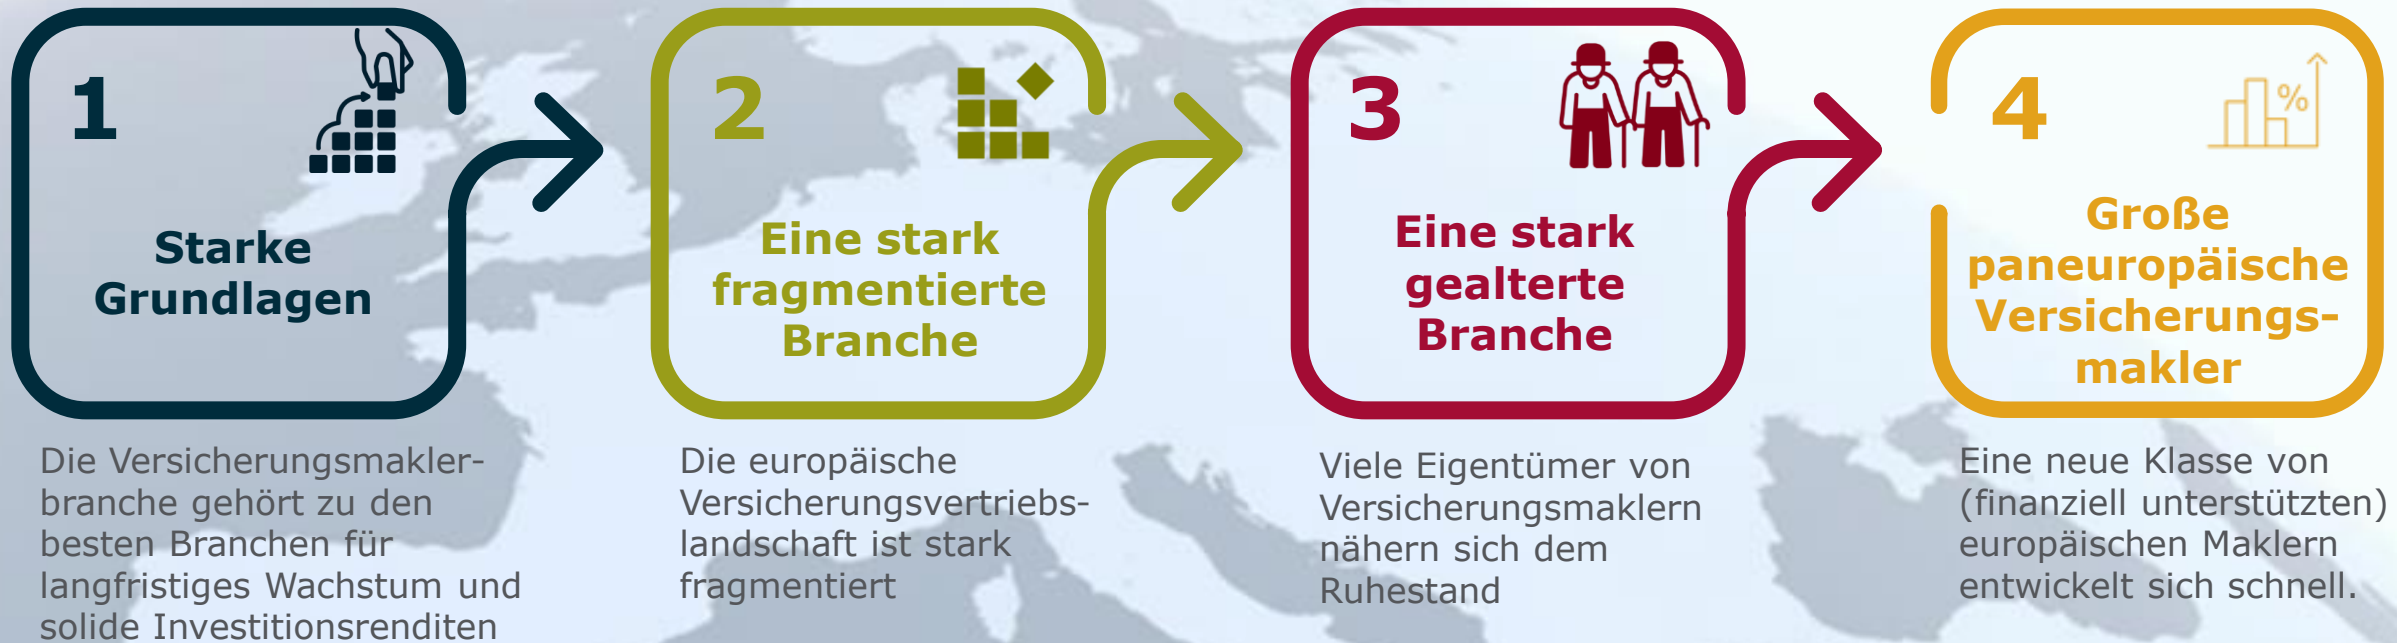 1
Starke
Grundlagen
Die Versicherungsmakler-
branche gehört zu den
besten Branchen für
langfristiges Wachstum und
solide Investitionsrenditen
2
Eine stark
fragmentierte
Branche
Die europäische
Versicherungsvertriebs-
landschaft ist stark
fragmentiert
3
Eine stark
gealterte
Branche
Viele Eigentümer von
Versicherungsmaklern
nähern sich dem
Ruhestand
4
%
Große
paneuropäische
Versicherungs-
makler
Eine neue Klasse von
(finanziell unterstützten)
europäischen Maklern
entwickelt sich schnell.